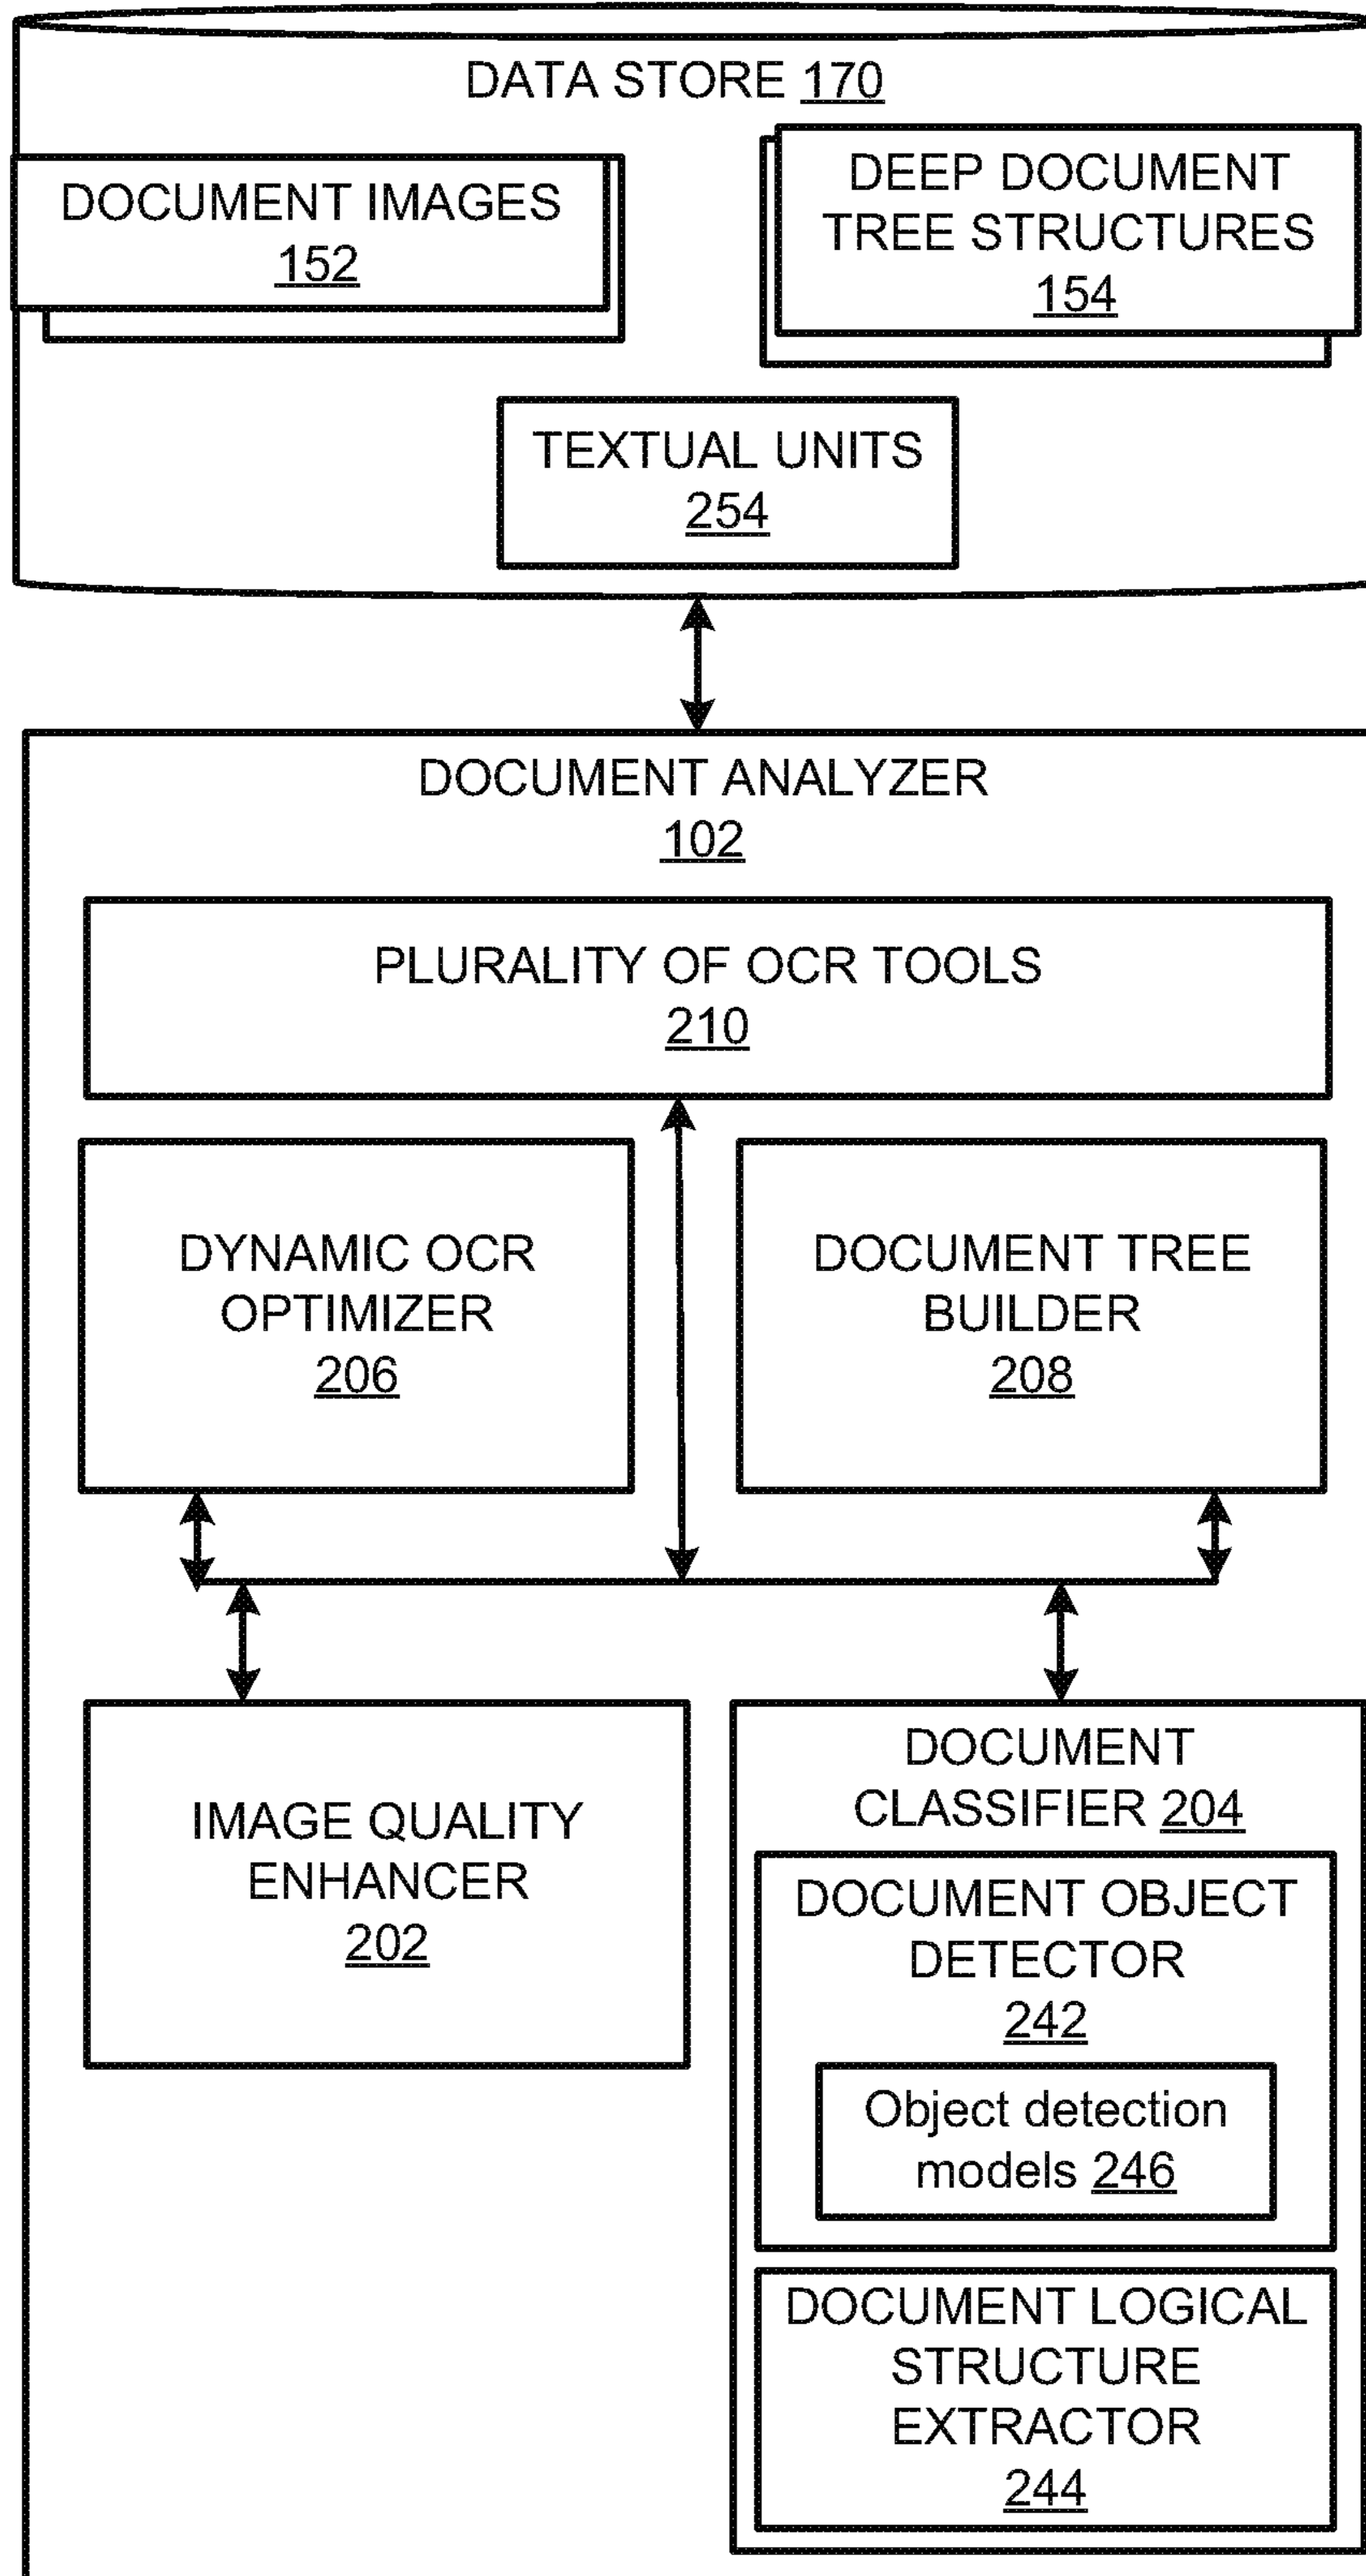 DATA STORE 170
DOCUMENT IMAGES
152
DEEP DOCUMENT
TREE STRUCTURES
154
TEXTUAL UNITS
254
DOCUMENT ANALYZER
102
PLURALITY OF OCR TOOLS
210
DYNAMIC OCR
OPTIMIZER
206
DOCUMENT TREE
BUILDER
208
IMAGE QUALITY
ENHANCER
202
DOCUMENT
CLASSIFIER 204
DOCUMENT OBJECT
DETECTOR
242
Object detection
models 246
DOCUMENT LOGICAL
STRUCTURE
EXTRACTOR
244